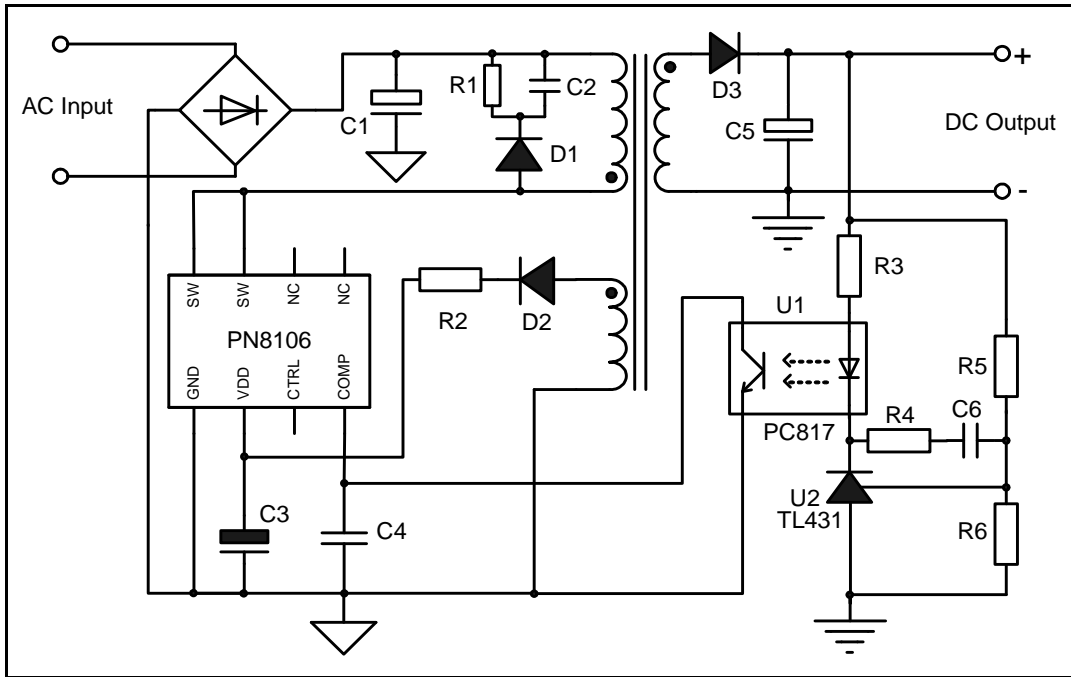 AC Input
R1
C2
C1
D1
D3
C5
+
DC Output
-
SW
SW
NC
NC
PN8106
GND
VDD
CTRL
COMP
R2
D2
U1
PC817
R3
R5
R4
C6
U2
TL431
R6
C3
C4